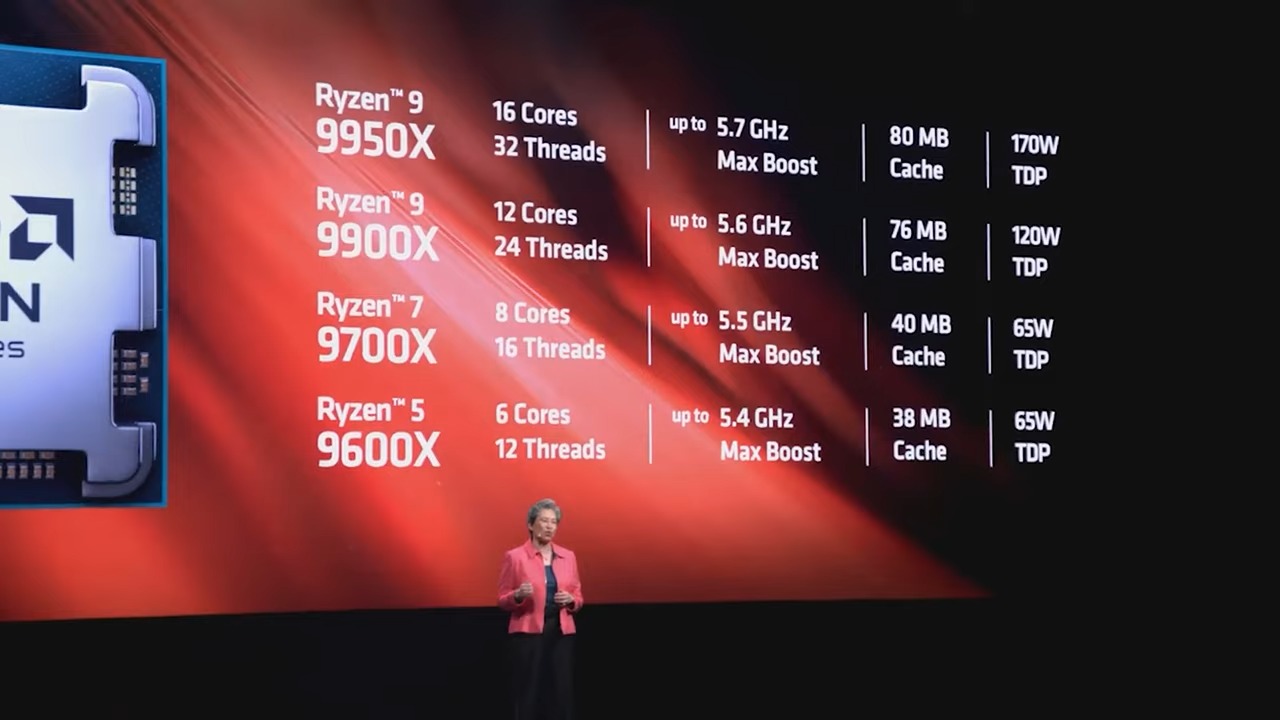 Ryzen™ 9
9950X
16 Cores
32 Threads
up to 5.7 GHz
Max Boost
80 MB
Cache
170W
TDP
Ryzen™ 9
9900X
12 Cores
24 Threads
up to 5.6 GHz
Max Boost
76 MB
Cache
120W
TDP
Ryzen™ 7
9700X
8 Cores
16 Threads
up to 5.5 GHz
Max Boost
40 MB
Cache
65W
TDP
Ryzen™ 5
9600X
6 Cores
12 Threads
up to 5.4 GHz
Max Boost
38 MB
Cache
65W
TDP